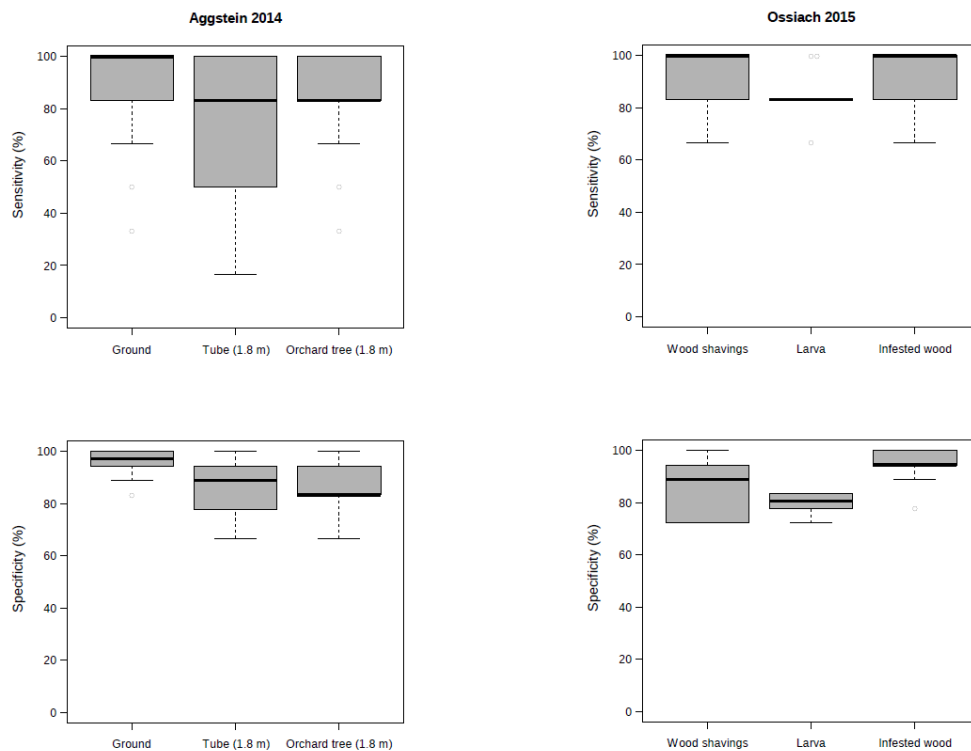 Aggstein 2014
Ossiach 2015
Sensitivity (%)
100
80
60
40
20
0
Ground
Tube (1.8 m)
Orchard tree (1.8 m)
Sensitivity (%)
100
80
60
40
20
0
Wood shavings
Larva
Infested wood
Specificity (%)
100
80
60
40
20
0
Ground
Tube (1.8 m)
Orchard tree (1.8 m)
Specificity (%)
100
80
60
40
20
0
Wood shavings
Larva
Infested wood